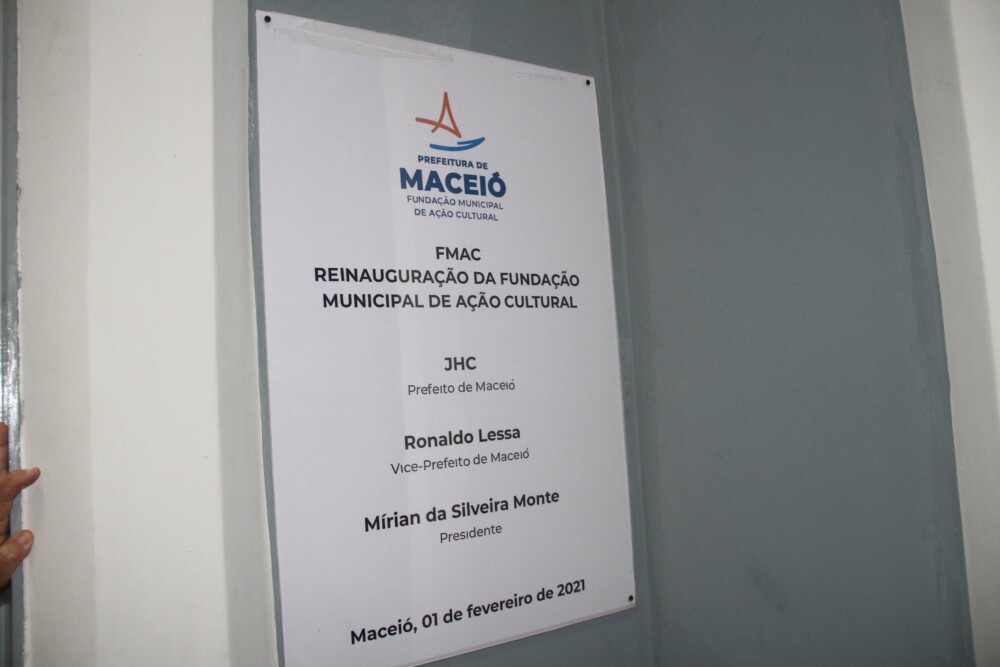 PREFEITURA DE
MACEIÓ
FUNDAÇÃO MUNICIPAL
DE AÇÃO CULTURAL
FMAC
REINAUGURAÇÃO DA FUNDAÇÃO
MUNICIPAL DE AÇÃO CULTURAL
JHC
Prefeito de Maceió
Ronaldo Lessa
Vice-Prefeito de Maceió
Mírian da Silveira Monte
Presidente
Maceió, 01 de fevereiro de 2021